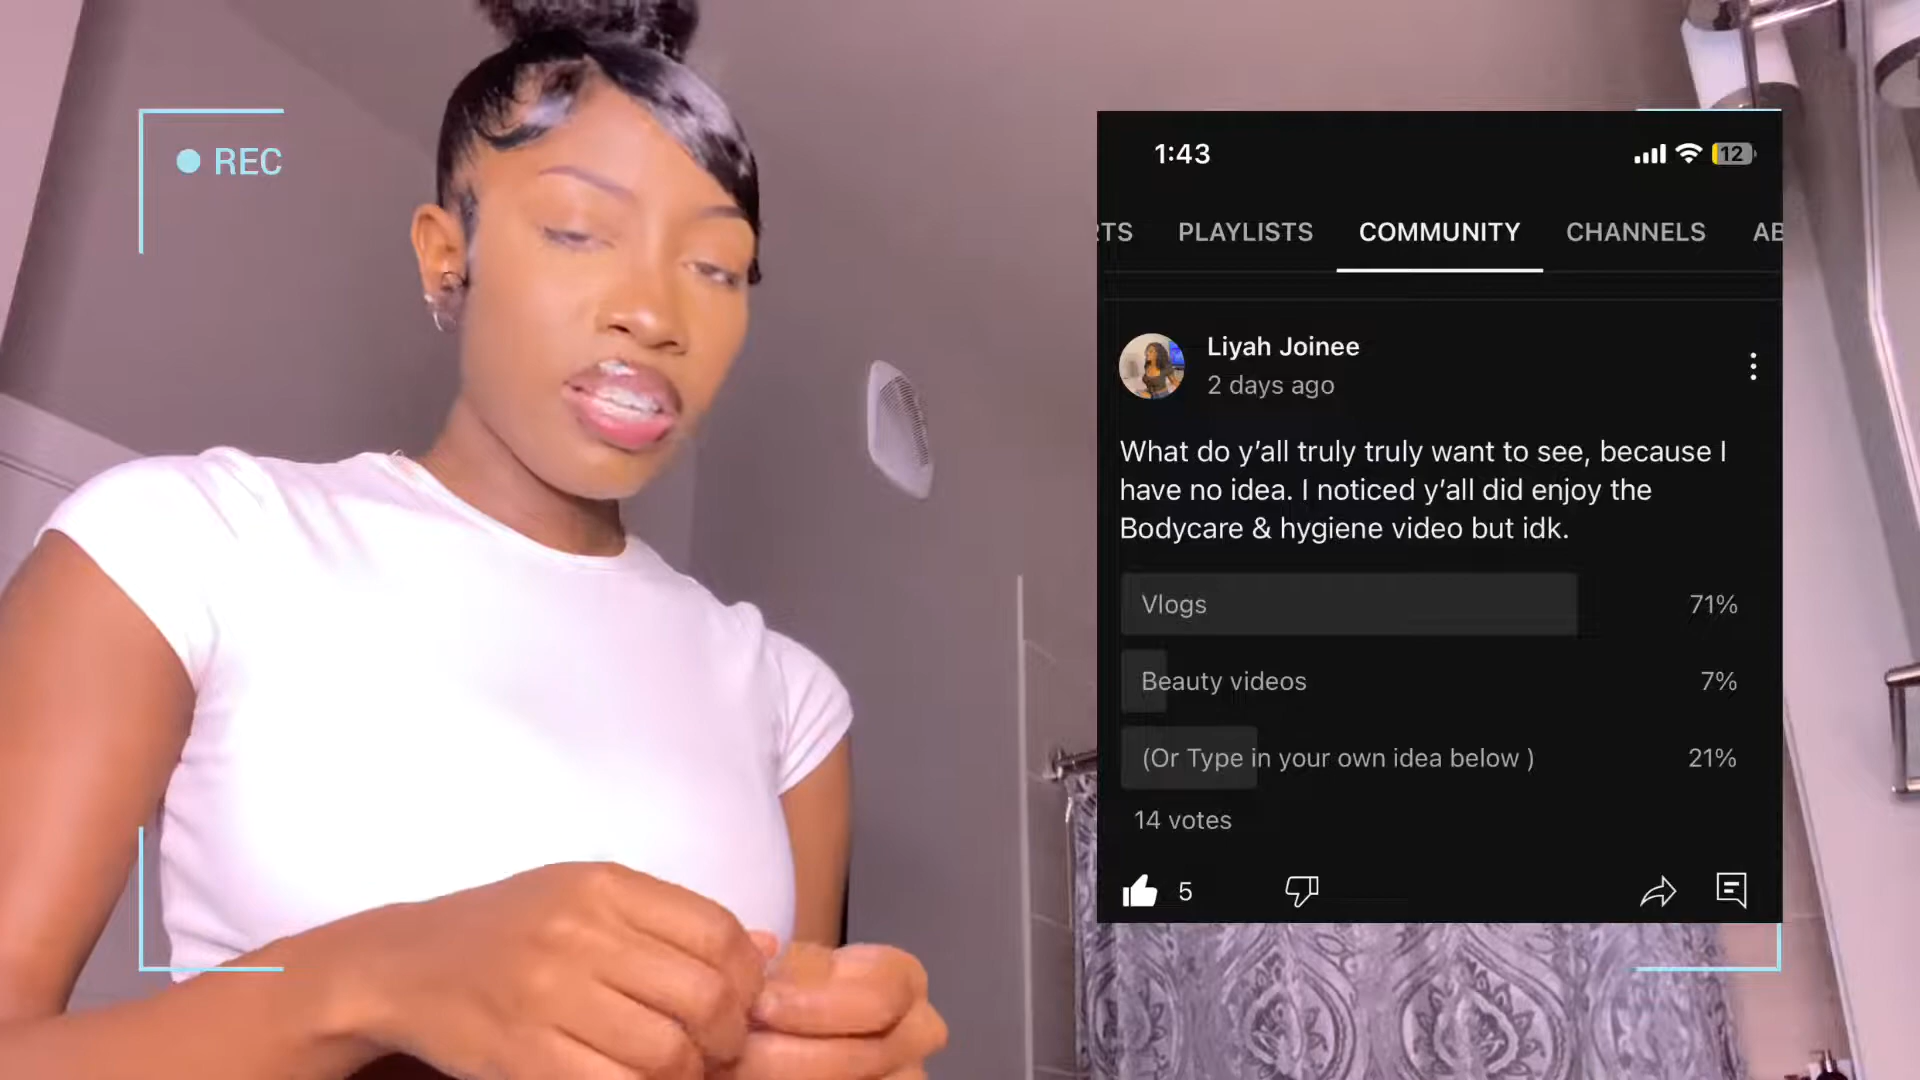 REC
1:43
12
RTS PLAYLISTS COMMUNITY CHANNELS AB
Liyah Joinee
2 days ago
What do y'all truly truly want to see, because I
have no idea. I noticed y'all did enjoy the
Bodycare & hygiene video but idk.
Vlogs 71%
Beauty videos 7%
(Or Type in your own idea below ) 21%
14 votes
5